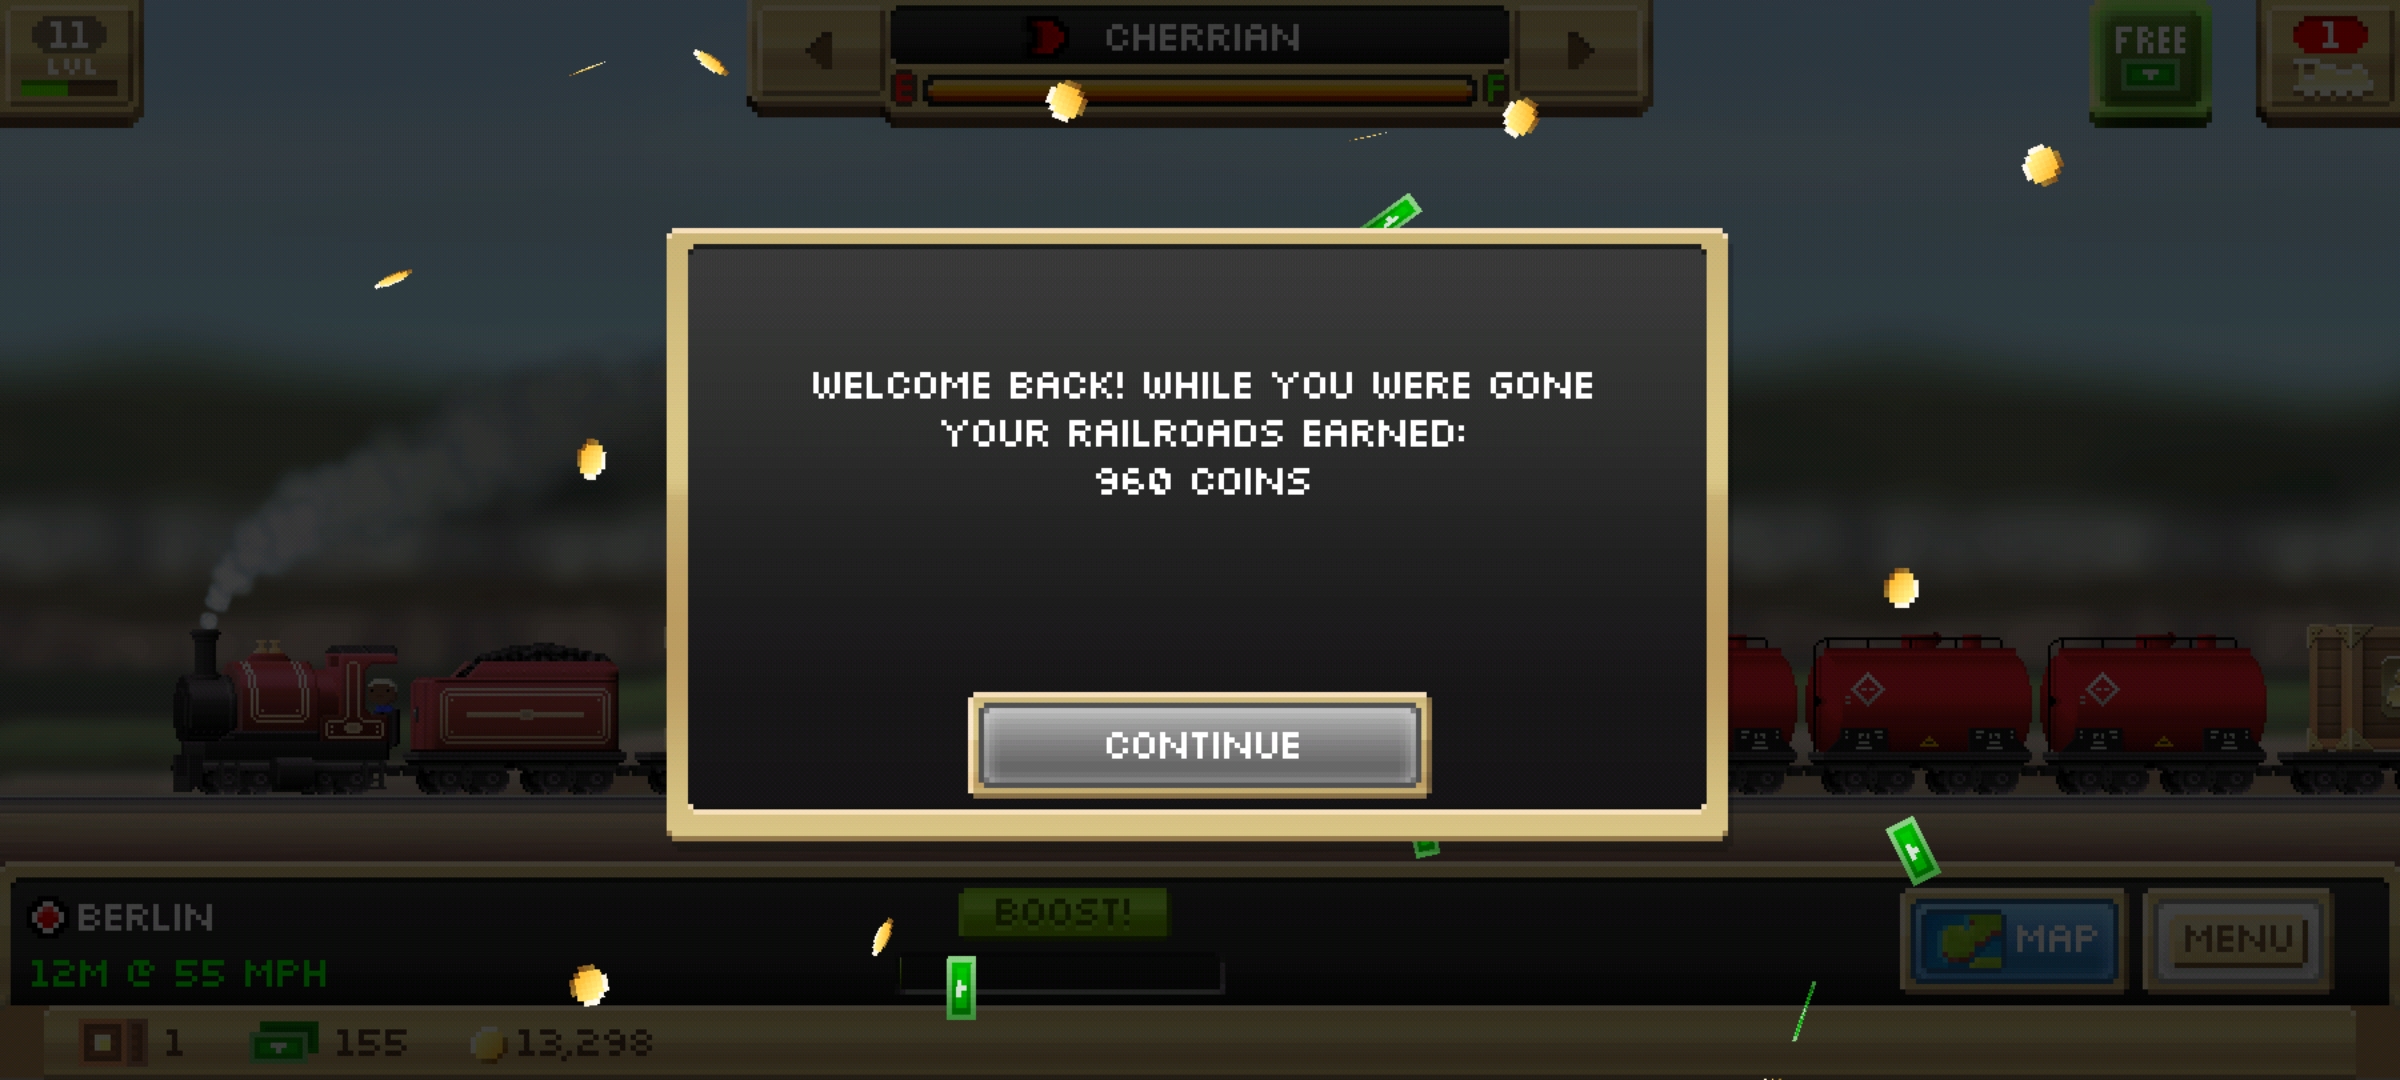 11
LVL
CHERRIAN
E
F
FREE
1
WELCOME BACK! WHILE YOU WERE GONE
YOUR RAILROADS EARNED:
960 COINS
CONTINUE
BERLIN
12M @ 55 MPH
BOOST!
MAP
MENU
1
155
13,298